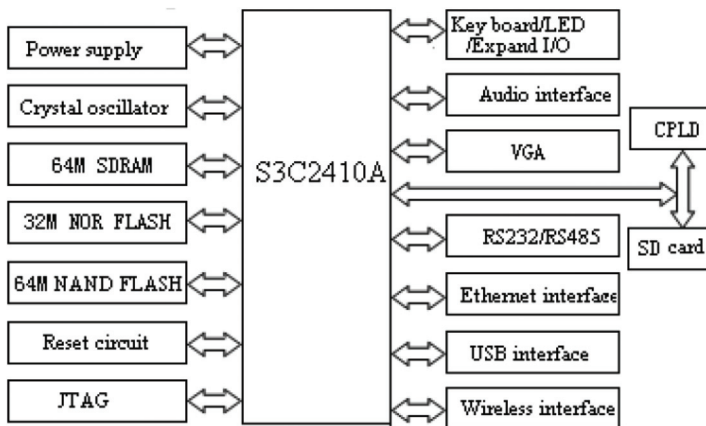 Power supply
Crystal oscillator
64M SDRAM
32M NOR FLASH
64M NAND FLASH
Reset circuit
JTAG
S3C2410A
Key board/LED
/Expand I/O
Audio interface
VGA
RS232/RS485
Ethernet interface
USB interface
Wireless interface
CPLD
SD card